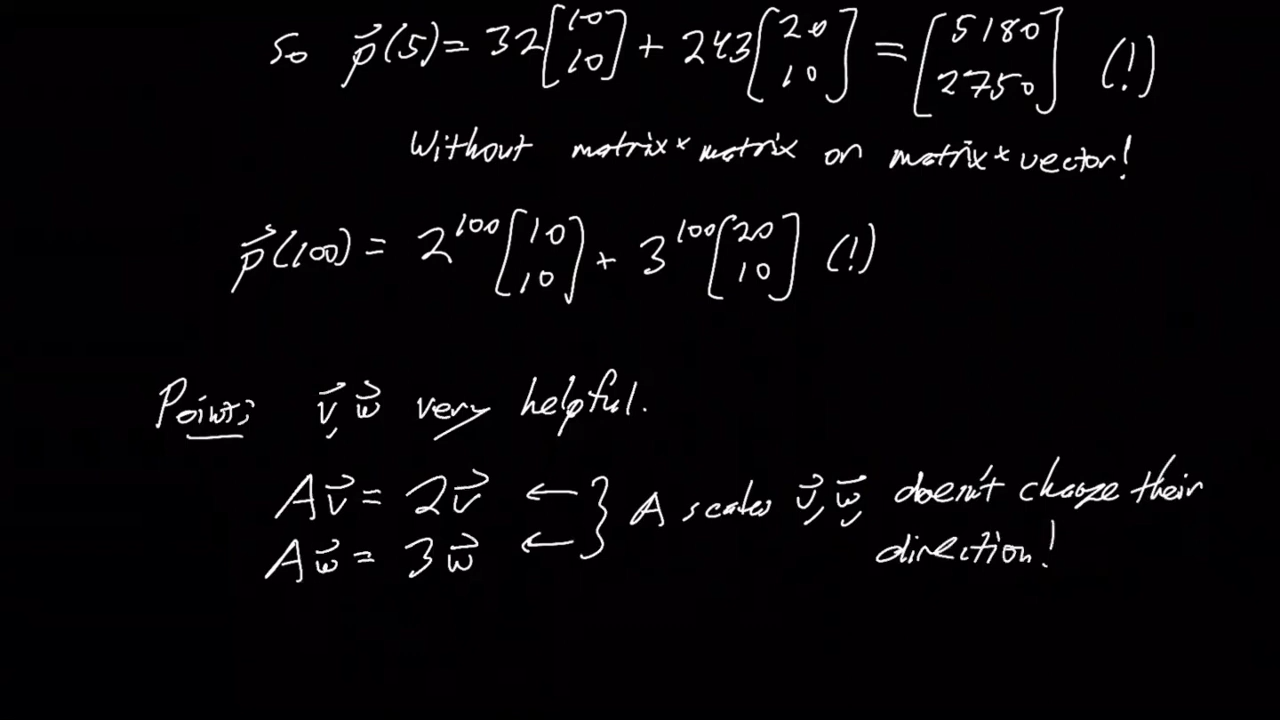 So p⃗(5) = 32 [10 10] + 243 [20 10] = [5180 2750] (!)
Without matrix * matrix or matrix * vector!
p⃗(100) = 2^100 [10 10] + 3^100 [20 10] (!)
Point: v⃗, w⃗ very helpful.
Av⃗ = 2v⃗ ← } A scales v⃗, w⃗, doesn't change their
Aw⃗ = 3w⃗ ← direction!